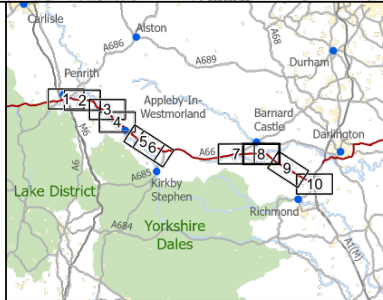 Carlisle
Alston
A686
A689
A68
Durham
Penrith
1
2
3
4
Appleby-In-
Westmorland
5
6
M6
A6
Barnard
Castle
Darlington
A66
7
8
9
10
A685
Kirkby
Stephen
Lake District
Richmond
A684
Yorkshire
Dales
A1(M)